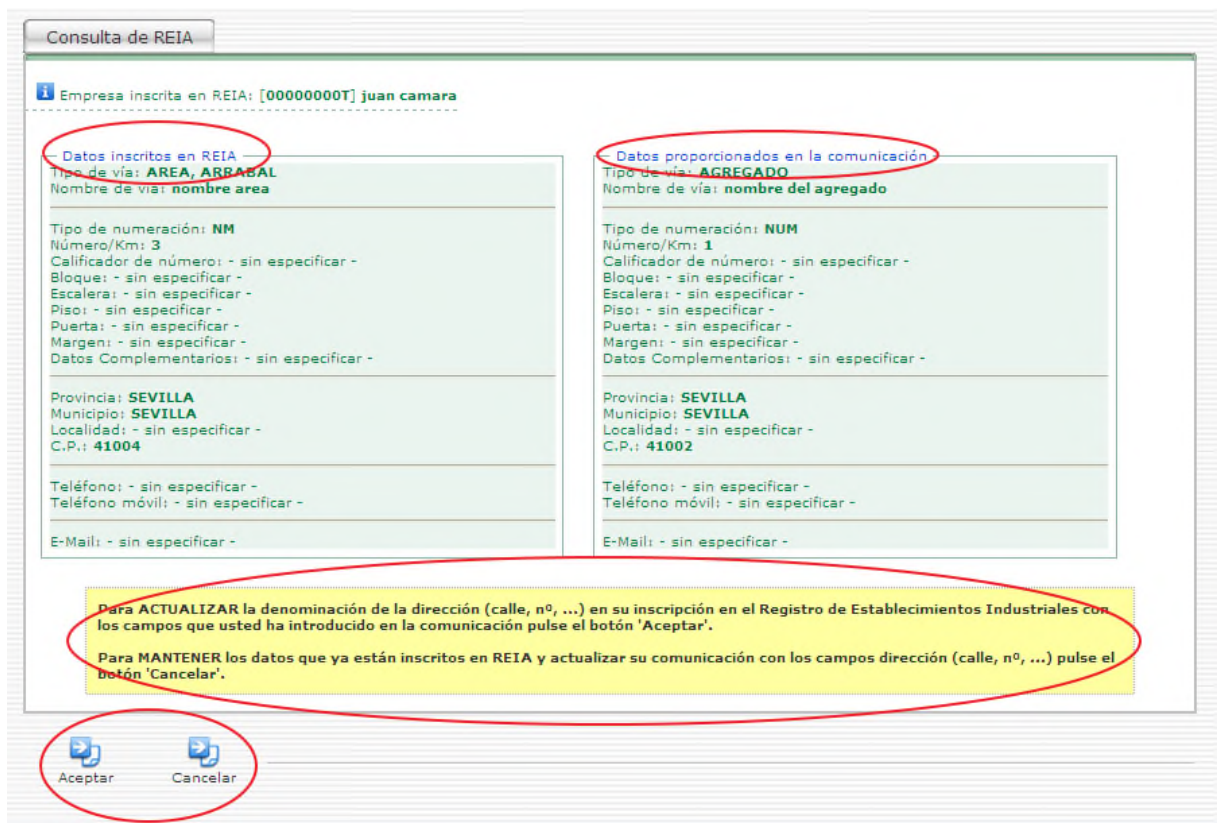 Consulta de REIA
Empresa inscrita en REIA: [00000000T] juan camara
Datos inscritos en REIA
Tipo de vía: AREA, ARRABAL
Nombre de vía: nombre area
Tipo de numeración: NM
Número/Km: 3
Calificador de número: - sin especificar -
Bloque: - sin especificar -
Escalera: - sin especificar -
Piso: - sin especificar -
Puerta: - sin especificar -
Margen: - sin especificar -
Datos Complementarios: - sin especificar -
Provincia: SEVILLA
Municipio: SEVILLA
Localidad: - sin especificar -
C.P.: 41004
Teléfono: - sin especificar -
Teléfono móvil: - sin especificar -
E-Mail: - sin especificar -
Datos proporcionados en la comunicación
Tipo de vía: AGREGADO
Nombre de vía: nombre del agregado
Tipo de numeración: NUM
Número/Km: 1
Calificador de número: - sin especificar -
Bloque: - sin especificar -
Escalera: - sin especificar -
Piso: - sin especificar -
Puerta: - sin especificar -
Margen: - sin especificar -
Datos Complementarios: - sin especificar -
Provincia: SEVILLA
Municipio: SEVILLA
Localidad: - sin especificar -
C.P.: 41002
Teléfono: - sin especificar -
Teléfono móvil: - sin especificar -
E-Mail: - sin especificar -
Para ACTUALIZAR la denominación de la dirección (calle, nº, ...) en su inscripción en el Registro de Establecimientos Industriales con
los campos que usted ha introducido en la comunicación pulse el botón 'Aceptar'.
Para MANTENER los datos que ya están inscritos en REIA y actualizar su comunicación con los campos dirección (calle, nº, ...) pulse el
botón 'Cancelar'.
Aceptar
Cancelar